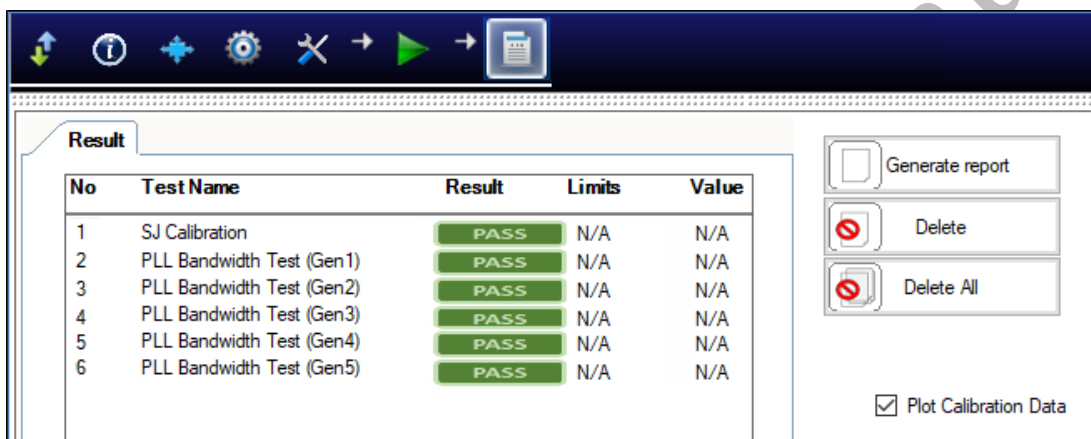 Result
No Test Name Result Limits Value
1 SJ Calibration PASS N/A N/A
2 PLL Bandwidth Test (Gen1) PASS N/A N/A
3 PLL Bandwidth Test (Gen2) PASS N/A N/A
4 PLL Bandwidth Test (Gen3) PASS N/A N/A
5 PLL Bandwidth Test (Gen4) PASS N/A N/A
6 PLL Bandwidth Test (Gen5) PASS N/A N/A
Generate report
Delete
Delete All
Plot Calibration Data